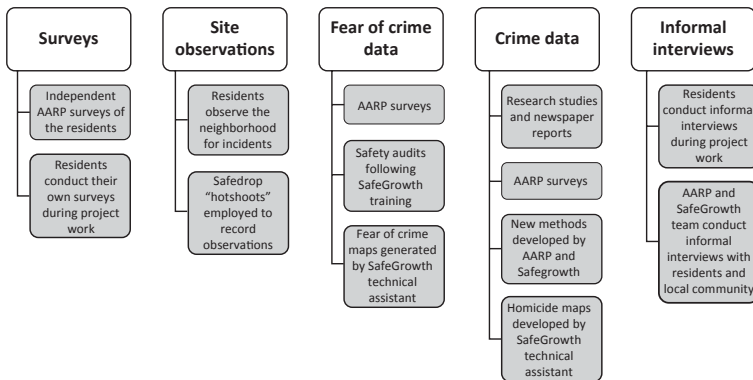 Surveys
Independent
AARP surveys of
the residents
Residents
conduct their
own surveys
during project
work
Site
observations
Residents
observe the
neighborhood
for incidents
Safedrop
“hotshoots”
employed to
record
observations
Fear of crime
data
AARP surveys
Safety audits
following
SafeGrowth
training
Fear of crime
maps generated
by SafeGrowth
technical
assistant
Crime data
Research studies
and newspaper
reports
AARP surveys
New methods
developed by
AARP and
Safegrowth
Homicide maps
developed by
SafeGrowth
technical
assistant
Informal
interviews
Residents
conduct informal
interviews
during project
work
AARP and
SafeGrowth
team conduct
informal
interviews with
residents and
local community